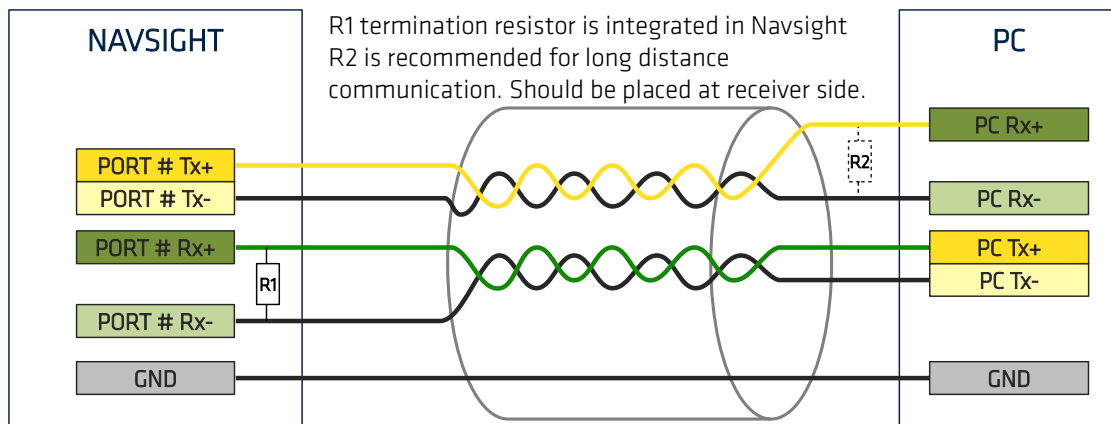 NAVSIGHT
R1 termination resistor is integrated in Navsight
R2 is recommended for long distance
communication. Should be placed at receiver side.
PC
PORT # Tx+
PORT # Tx-
PORT # Rx+
R1
PORT # Rx-
GND
R2
PC Rx+
PC Rx-
PC Tx+
PC Tx-
GND